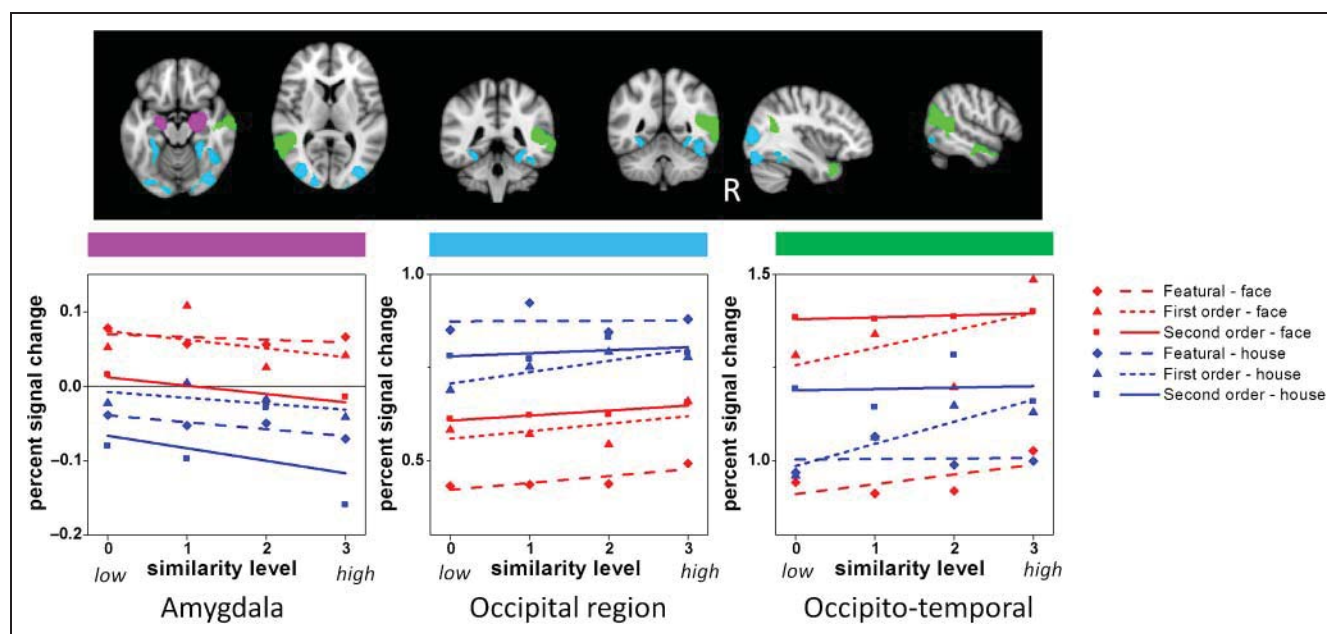 R
percent signal change
0.1
0.0
−0.1
−0.2
0 1 2 3
low similarity level high
Amygdala
percent signal change
1.0
0.5
0 1 2 3
low similarity level high
Occipital region
percent signal change
1.5
1.0
0 1 2 3
low similarity level high
Occipito-temporal
Featural - face
First order - face
Second order - face
Featural - house
First order - house
Second order - house